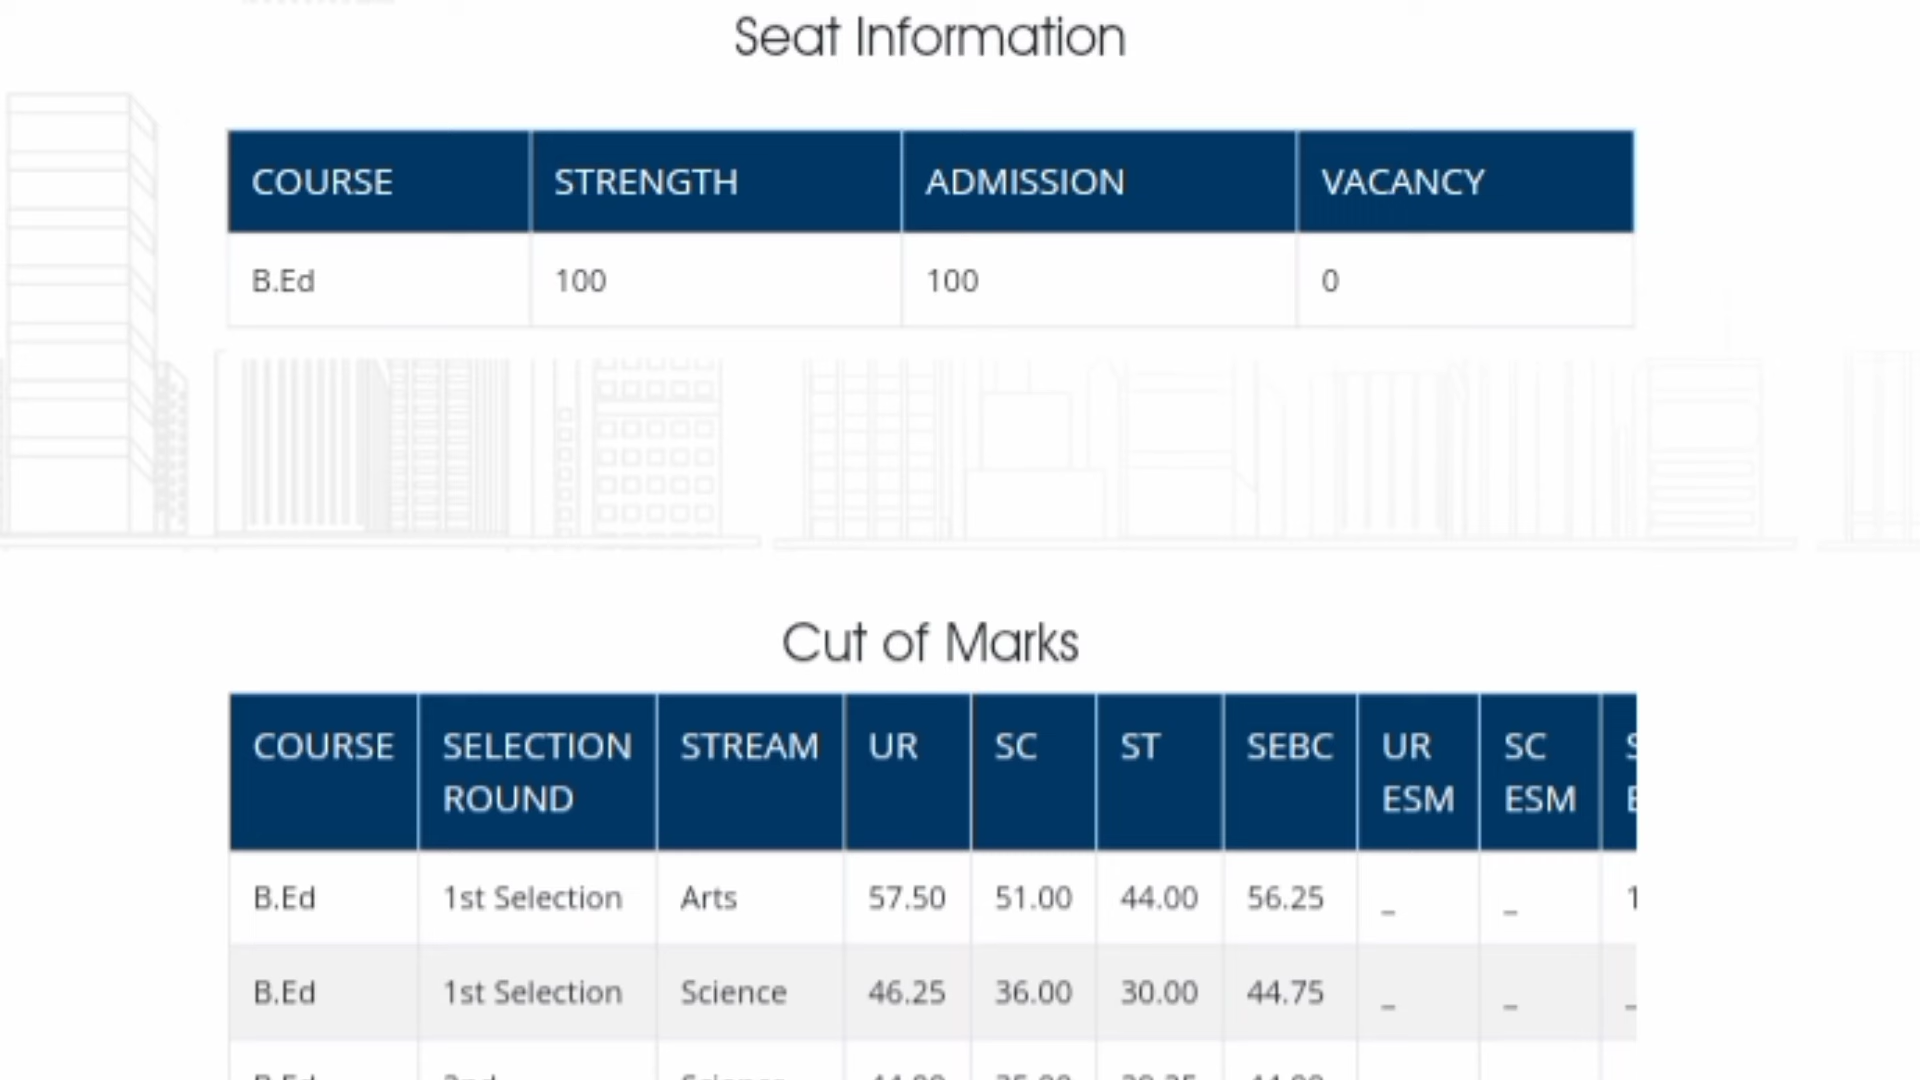 Seat Information
COURSE STRENGTH ADMISSION VACANCY
B.Ed 100 100 0
Cut of Marks
COURSE SELECTION ROUND STREAM UR SC ST SEBC UR ESM SC ESM
B.Ed 1st Selection Arts 57.50 51.00 44.00 56.25 _ _ 1
B.Ed 1st Selection Science 46.25 36.00 30.00 44.75 _ _ _